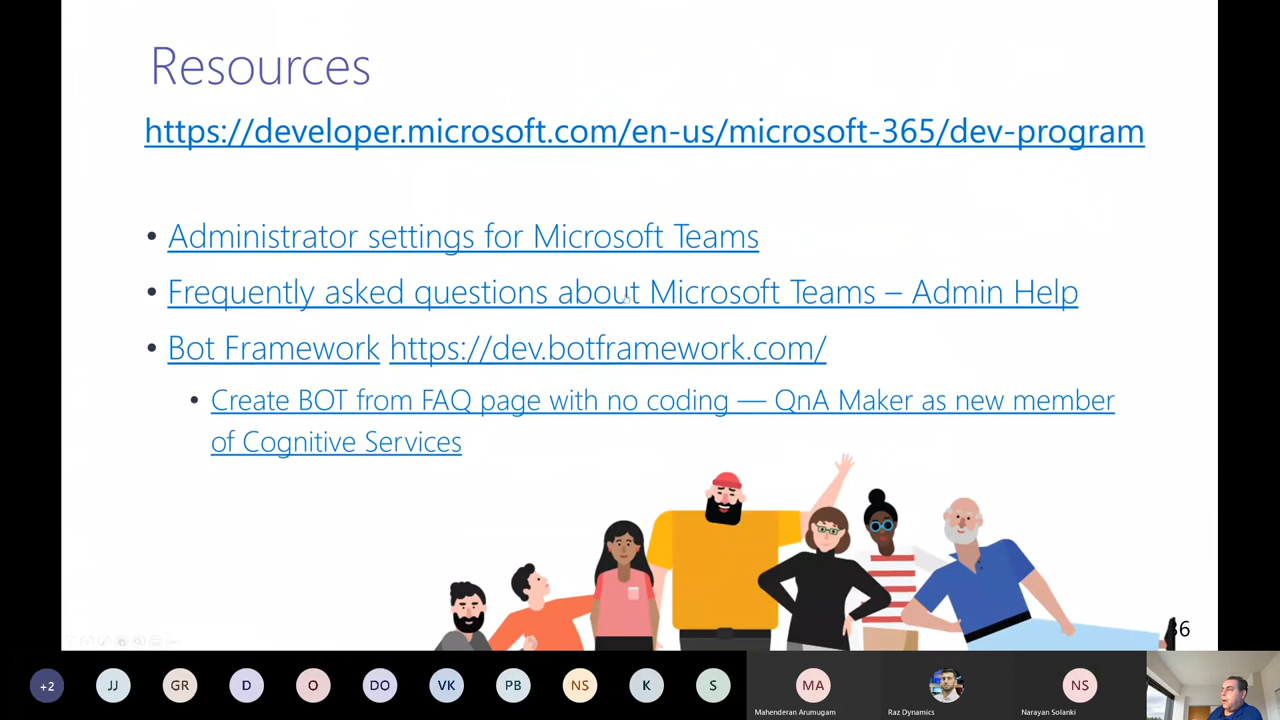 Resources
https://developer.microsoft.com/en-us/microsoft-365/dev-program
• Administrator settings for Microsoft Teams
• Frequently asked questions about Microsoft Teams – Admin Help
• Bot Framework https://dev.botframework.com/
• Create BOT from FAQ page with no coding — QnA Maker as new member
of Cognitive Services
+2 JJ GR D O DO VK PB NS K S MA NS
Mahenderan Arumugam Raz Dynamics Narayan Solanki